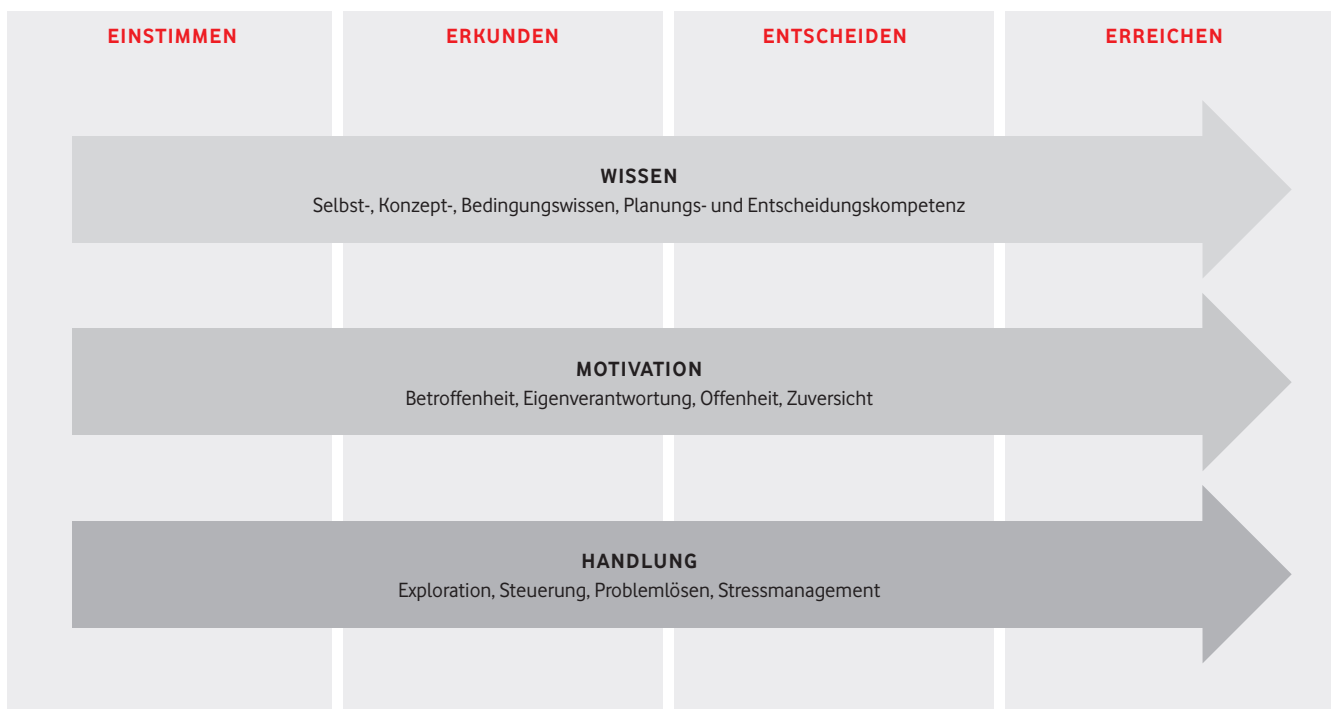 EINSTIMMEN
ERKUNDEN
ENTSCHEIDEN
ERREICHEN
WISSEN
Selbst-, Konzept-, Bedingungswissen, Planungs- und Entscheidungskompetenz
MOTIVATION
Betroffenheit, Eigenverantwortung, Offenheit, Zuversicht
HANDLUNG
Exploration, Steuerung, Problemlösen, Stressmanagement